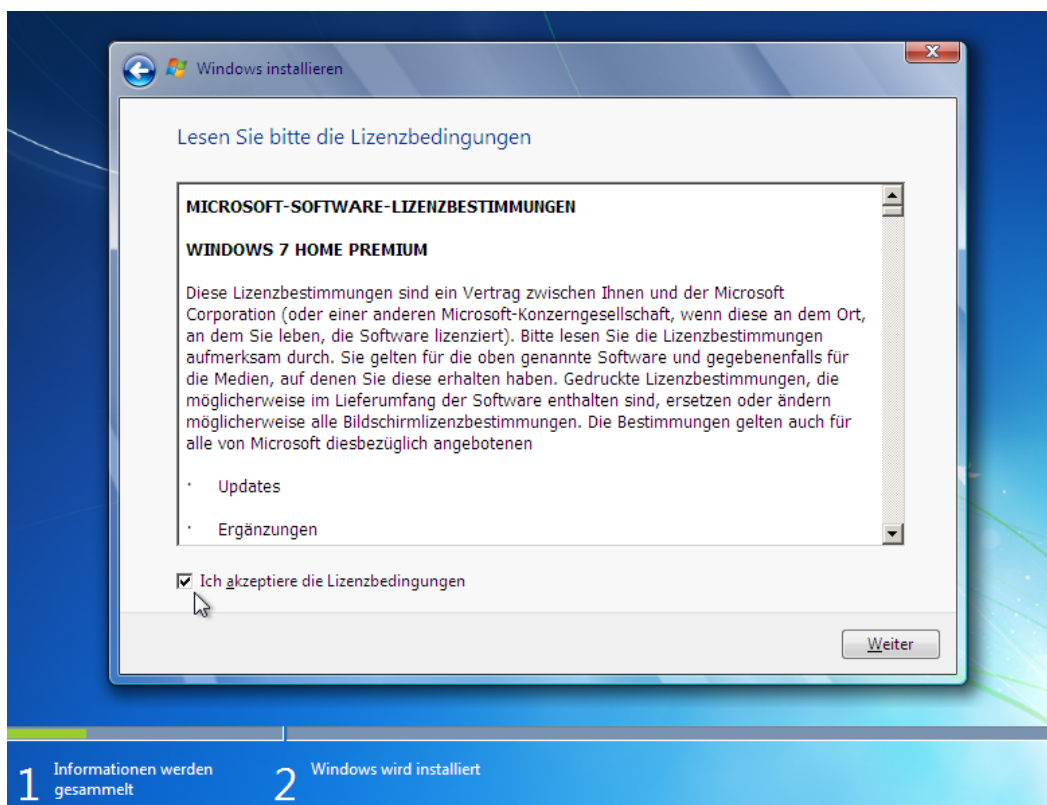 Windows installieren
Lesen Sie bitte die Lizenzbedingungen
MICROSOFT-SOFTWARE-LIZENZBESTIMMUNGEN
WINDOWS 7 HOME PREMIUM
Diese Lizenzbestimmungen sind ein Vertrag zwischen Ihnen und der Microsoft
Corporation (oder einer anderen Microsoft-Konzerngesellschaft, wenn diese an dem Ort,
an dem Sie leben, die Software lizenziert). Bitte lesen Sie die Lizenzbestimmungen
aufmerksam durch. Sie gelten für die oben genannte Software und gegebenenfalls für
die Medien, auf denen Sie diese erhalten haben. Gedruckte Lizenzbestimmungen, die
möglicherweise im Lieferumfang der Software enthalten sind, ersetzen oder ändern
möglicherweise alle Bildschirmlizenzbestimmungen. Die Bestimmungen gelten auch für
alle von Microsoft diesbezüglich angebotenen
· Updates
· Ergänzungen
Ich akzeptiere die Lizenzbedingungen
Weiter
1 Informationen werden
gesammelt
2 Windows wird installiert